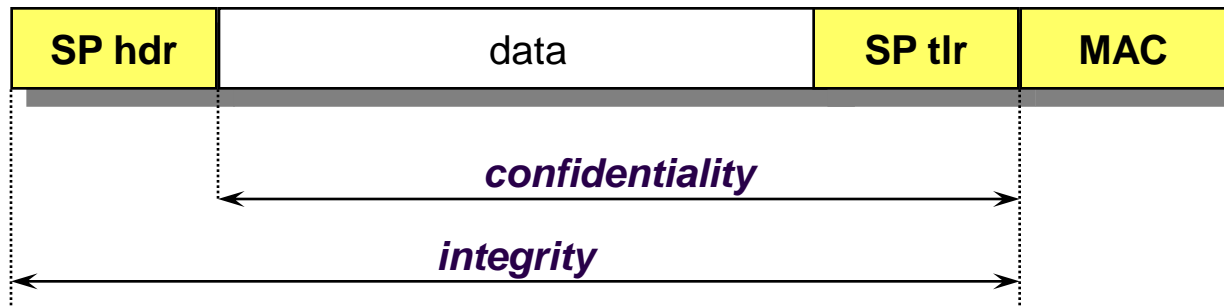 SP hdr data SP tlr MAC
confidentiality
integrity